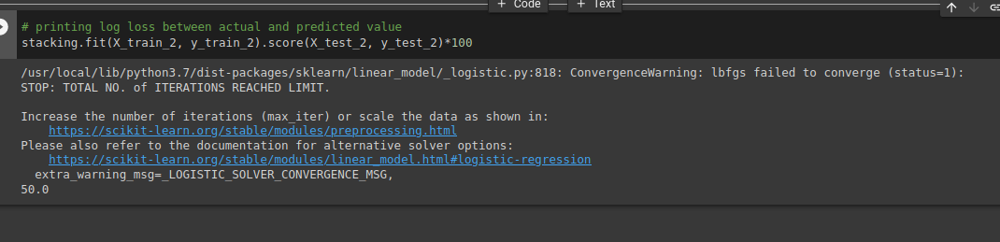 + Code + Text
# printing log loss between actual and predicted value
stacking.fit(X_train_2, y_train_2).score(X_test_2, y_test_2)*100
/usr/local/lib/python3.7/dist-packages/sklearn/linear_model/_logistic.py:818: ConvergenceWarning: lbfgs failed to converge (status=1):
STOP: TOTAL NO. of ITERATIONS REACHED LIMIT.
Increase the number of iterations (max_iter) or scale the data as shown in:
https://scikit-learn.org/stable/modules/preprocessing.html
Please also refer to the documentation for alternative solver options:
https://scikit-learn.org/stable/modules/linear_model.html#logistic-regression
extra_warning_msg=_LOGISTIC_SOLVER_CONVERGENCE_MSG,
50.0